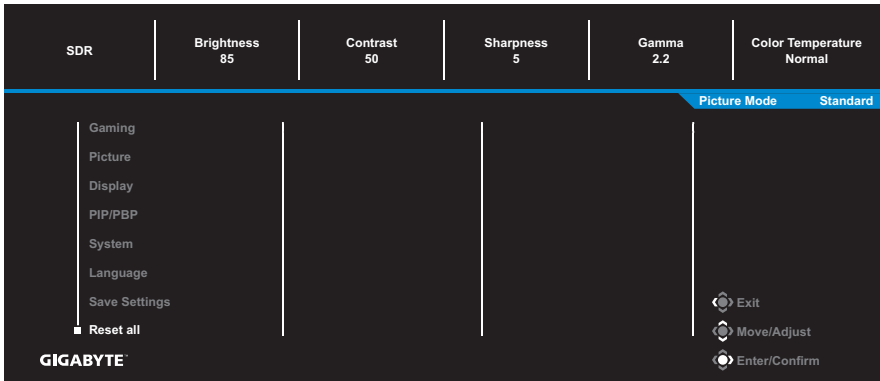 SDR
Brightness
85
Contrast
50
Sharpness
5
Gamma
2.2
Color Temperature
Normal
Picture Mode Standard
Gaming
Picture
Display
PIP/PBP
System
Language
Save Settings
Reset all
Exit
Move/Adjust
Enter/Confirm
GIGABYTE™